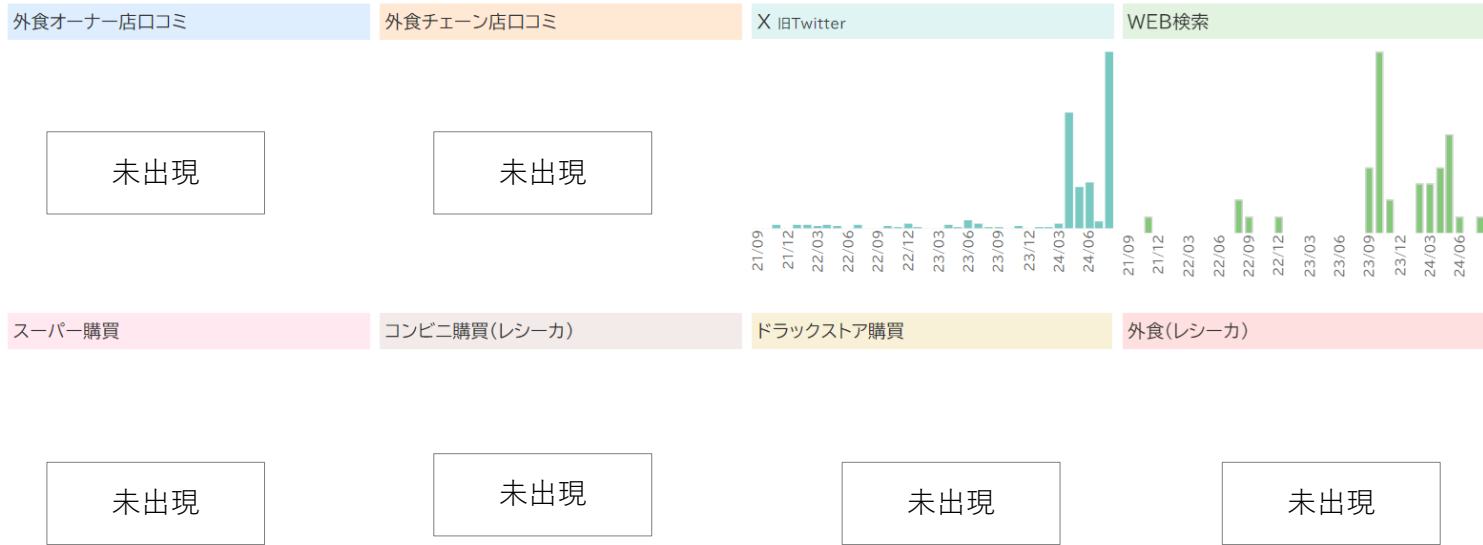 外食オーナー店口コミ
外食チェーン店口コミ
X 旧Twitter
WEB検索
未出現
未出現
21/09 21/12 22/03 22/06 22/09 22/12 23/03 23/06 23/09 23/12 24/03 24/06
21/09 21/12 22/03 22/06 22/09 22/12 23/03 23/06 23/09 23/12 24/03 24/06
スーパー購買
コンビニ購買(レシーカ)
ドラックストア購買
外食(レシーカ)
未出現
未出現
未出現
未出現